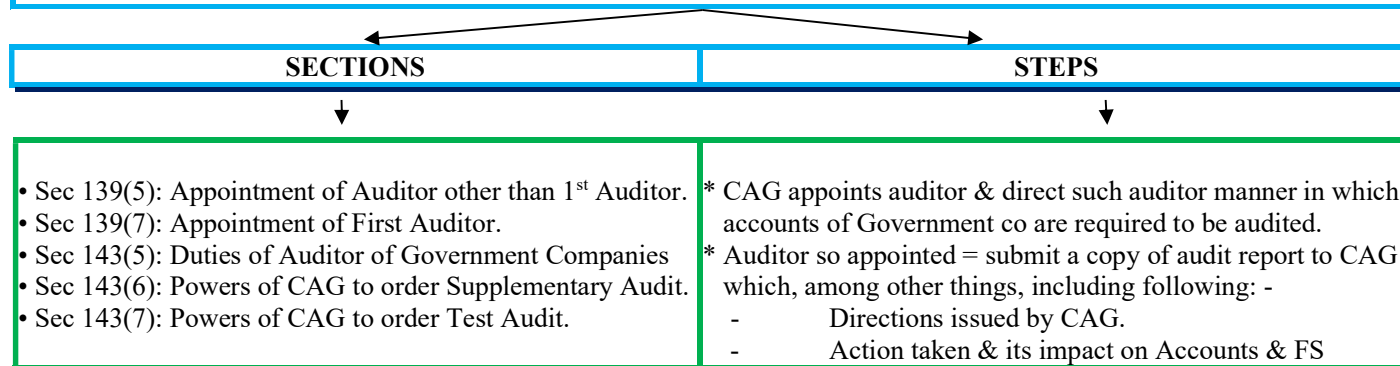 SECTIONS
STEPS
• Sec 139(5): Appointment of Auditor other than 1st Auditor.
• Sec 139(7): Appointment of First Auditor.
• Sec 143(5): Duties of Auditor of Government Companies
• Sec 143(6): Powers of CAG to order Supplementary Audit.
• Sec 143(7): Powers of CAG to order Test Audit.
* CAG appoints auditor & direct such auditor manner in which
accounts of Government co are required to be audited.
* Auditor so appointed = submit a copy of audit report to CAG
which, among other things, including following: -
- Directions issued by CAG.
- Action taken & its impact on Accounts & FS